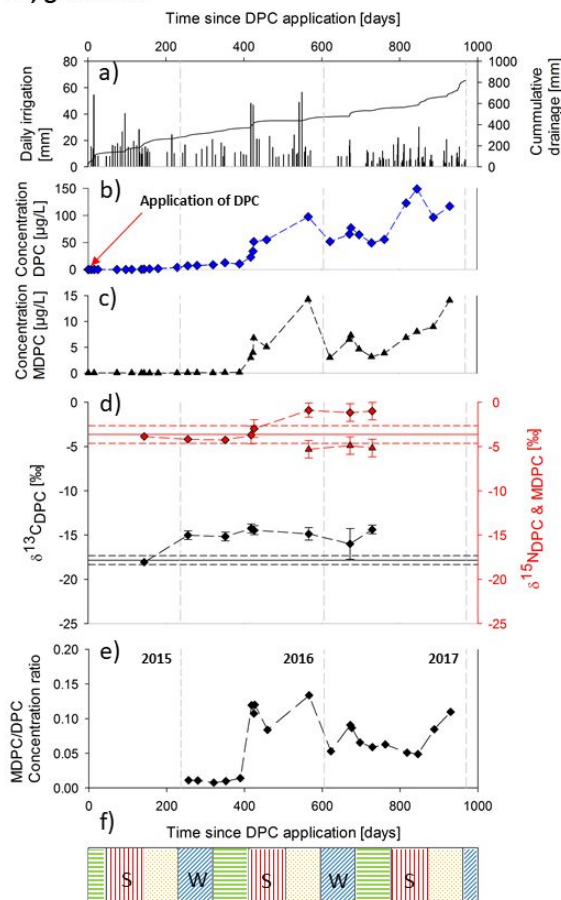 Time since DPC application [days]
0 200 400 600 800 1000
a)
Daily irrigation [mm]
80
60
40
20
0
Cummulative drainage [mm]
1000
800
600
400
200
0
b)
Application of DPC
Concentration DPC [µg/L]
150
100
50
0
c)
Concentration MDPC [µg/L]
15
10
5
0
d)
δ¹³C DPC [‰]
0
-5
-10
-15
-20
-25
δ¹⁵N DPC & MDPC [‰]
0
-5
-10
-15
-20
-25
e)
2015 2016 2017
MDPC/DPC Concentration ratio
0.20
0.15
0.10
0.05
0.00
0 200 400 600 800 1000
f) Time since DPC application [days]
S W S W S